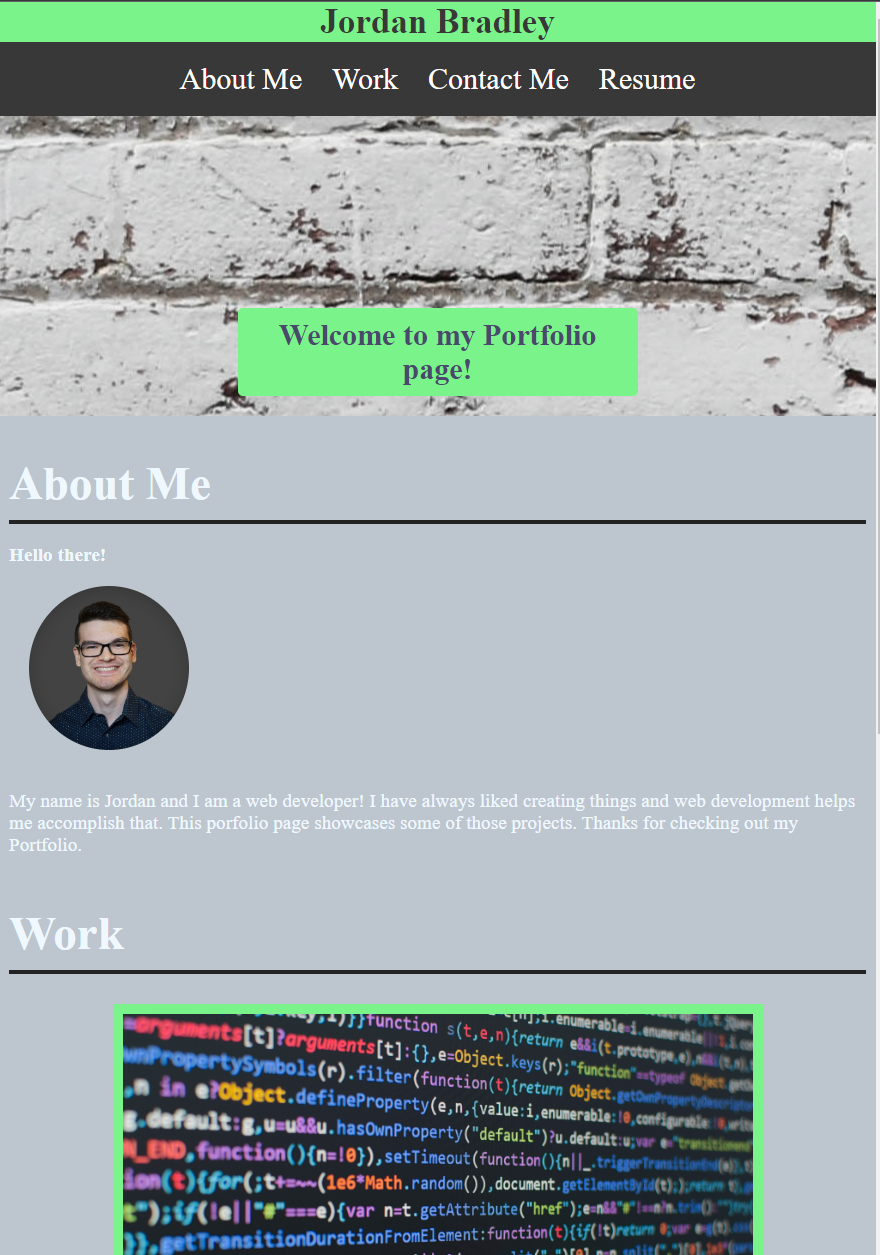 Jordan Bradley
About Me Work Contact Me Resume
Welcome to my Portfolio
page!
About Me
Hello there!
My name is Jordan and I am a web developer! I have always liked creating things and web development helps
me accomplish that. This porfolio page showcases some of those projects. Thanks for checking out my
Portfolio.
Work
=arguments[t]?arguments[t]:{},e=Object.keys(r);"function"==typeof Object.
wnPropertySymbols(r).filter(function(t){return Object.getOwnPropertyDescriptor
,n in e?Object.defineProperty(e,n,{value:i,enumerable:!0,configurable:!0,
g.default:g,u=u&&u.hasOwnProperty("default")?u.default:u;var e="transitionend
N_END,function(){n=!0}),setTimeout(function(){n||_.triggerTransitionEnd(e)}
ion(t){for(;t+=~~(1e6*Math.random()),document.getElementById(t););return t}
t");if(!e||"#"===e){var n=t.getAttribute("href");e=n&&"#"!==n?n.trim():""
}},getTransitionDurationFromElement:function(t){if(!t)return 0;var e=